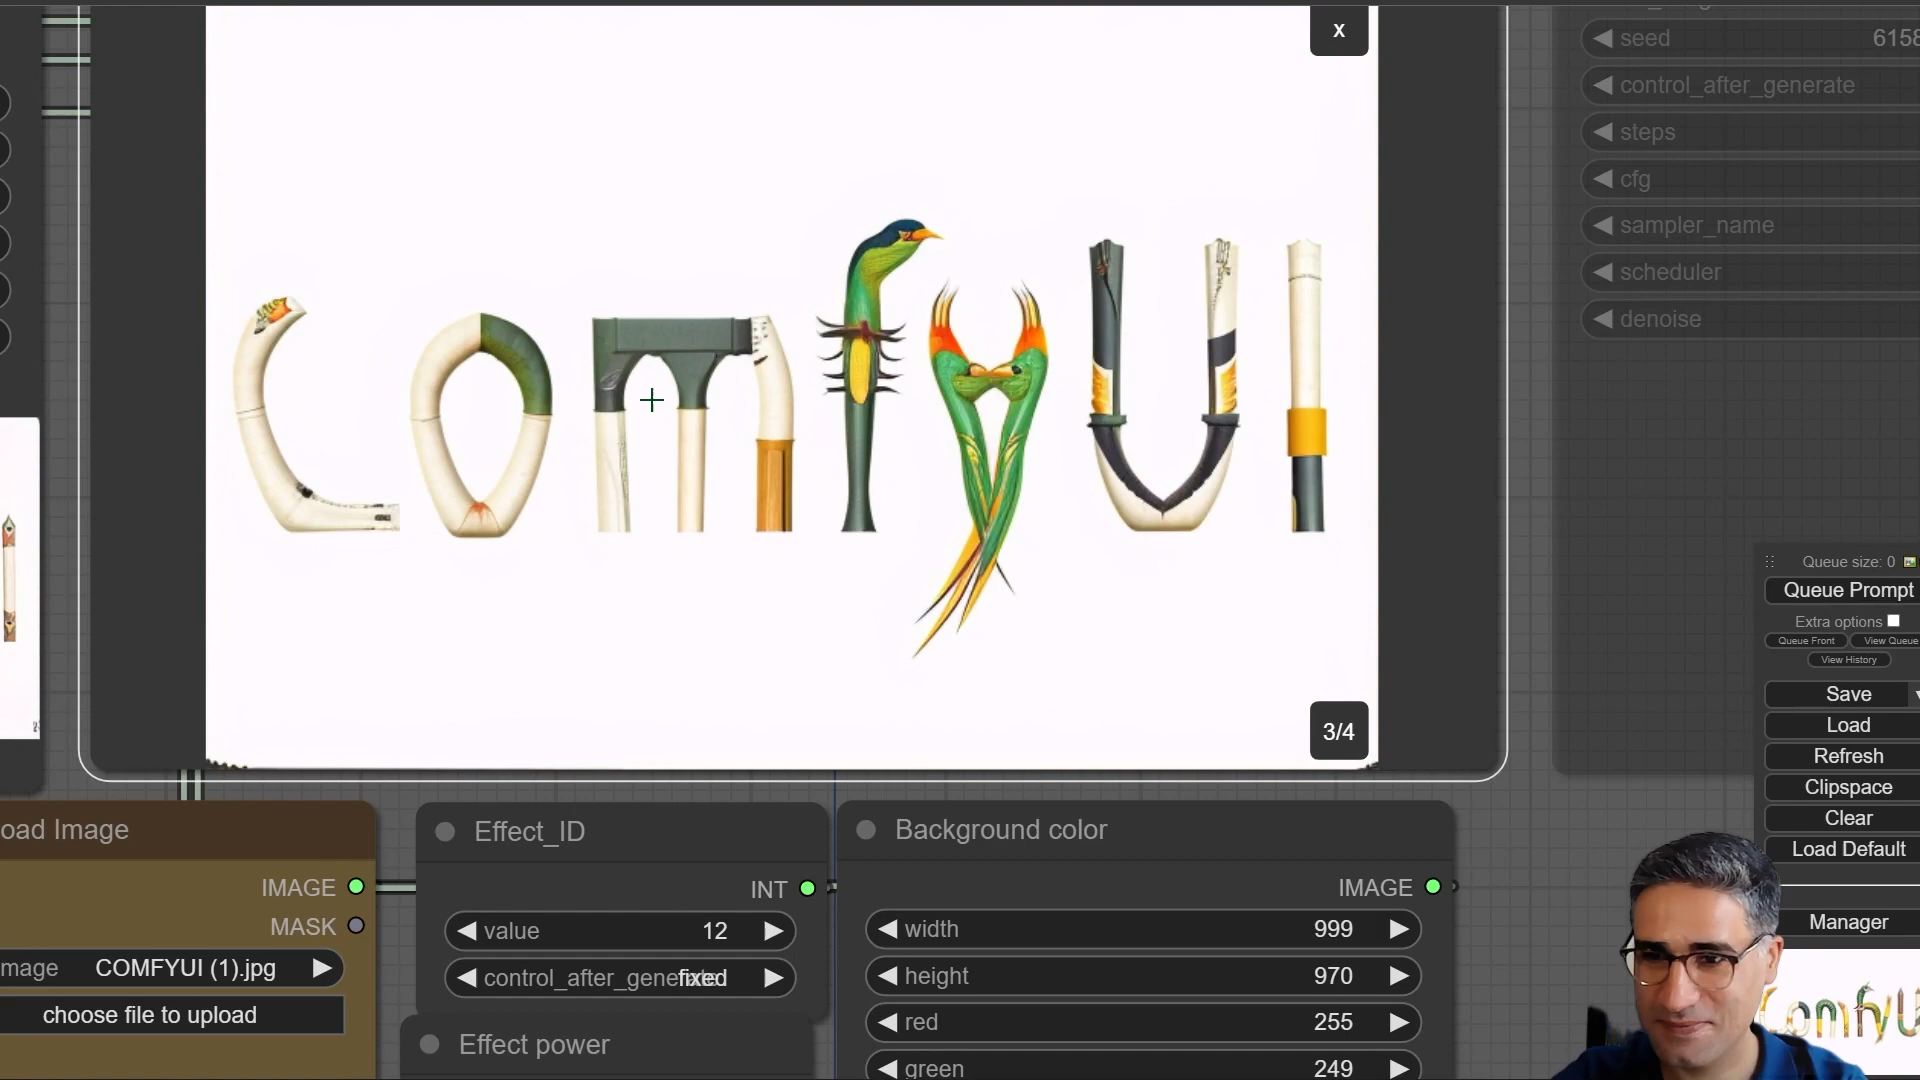 X
seed 6158
control_after_generate
steps
cfg
sampler_name
scheduler
denoise
ComfyUI
3/4
Queue size: 0
Queue Prompt
Extra options
Queue Front View Queue
View History
Save
Load
Refresh
Clipspace
Clear
Load Default
Manager
oad Image
IMAGE
MASK
mage COMFYUI (1).jpg
choose file to upload
Effect_ID
INT
value 12
control_after_gene fixed
Effect power
Background color
IMAGE
width 999
height 970
red 255
green 249
ComfyU